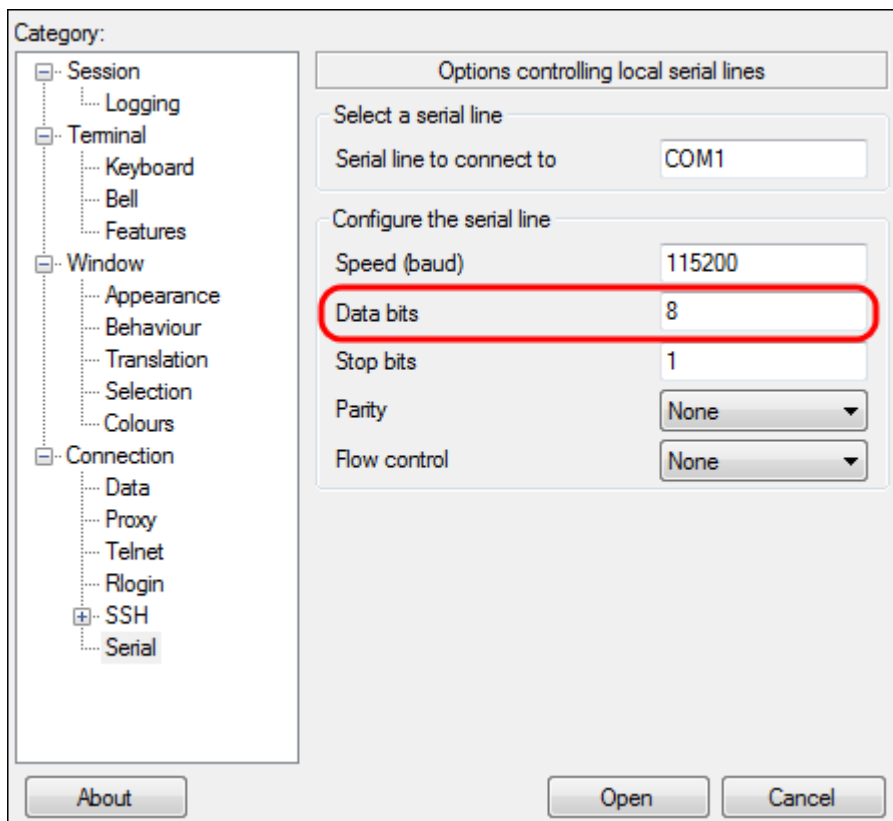 Category:
Session
Logging
Terminal
Keyboard
Bell
Features
Window
Appearance
Behaviour
Translation
Selection
Colours
Connection
Data
Proxy
Telnet
Rlogin
SSH
Serial
Options controlling local serial lines
Select a serial line
Serial line to connect to COM1
Configure the serial line
Speed (baud) 115200
Data bits 8
Stop bits 1
Parity None
Flow control None
About Open Cancel